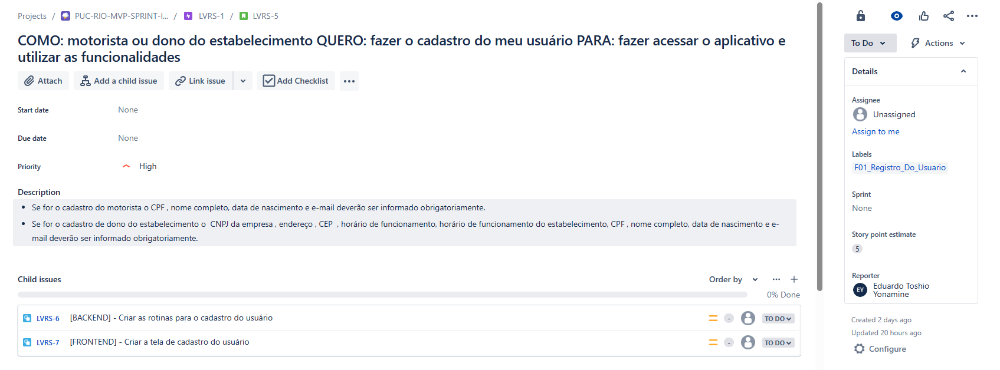 Projects / PUC-RIO-MVP-SPRINT-I... / LVRS-1 / LVRS-5
COMO: motorista ou dono do estabelecimento QUERO: fazer o cadastro do meu usuário PARA: fazer acessar o aplicativo e
utilizar as funcionalidades
Attach Add a child issue Link issue Add Checklist
Start date None
Due date None
Priority High
Description
• Se for o cadastro do motorista o CPF , nome completo, data de nascimento e e-mail deverão ser informado obrigatoriamente.
• Se for o cadastro de dono do estabelecimento o CNPJ da empresa , endereço , CEP , horário de funcionamento, horário de funcionamento do estabelecimento, CPF , nome completo, data de nascimento e e-
mail deverão ser informado obrigatoriamente.
Child issues Order by
0% Done
LVRS-6 [BACKEND] - Criar as rotinas para o cadastro do usuário - TO DO
LVRS-7 [FRONTEND] - Criar a tela de cadastro do usuário - TO DO
To Do Actions
Details
Assignee
Unassigned
Assign to me
Labels
F01_Registro_Do_Usuario
Sprint
None
Story point estimate
5
Reporter
EY Eduardo Toshio
Yonamine
Created 2 days ago
Updated 20 hours ago
Configure